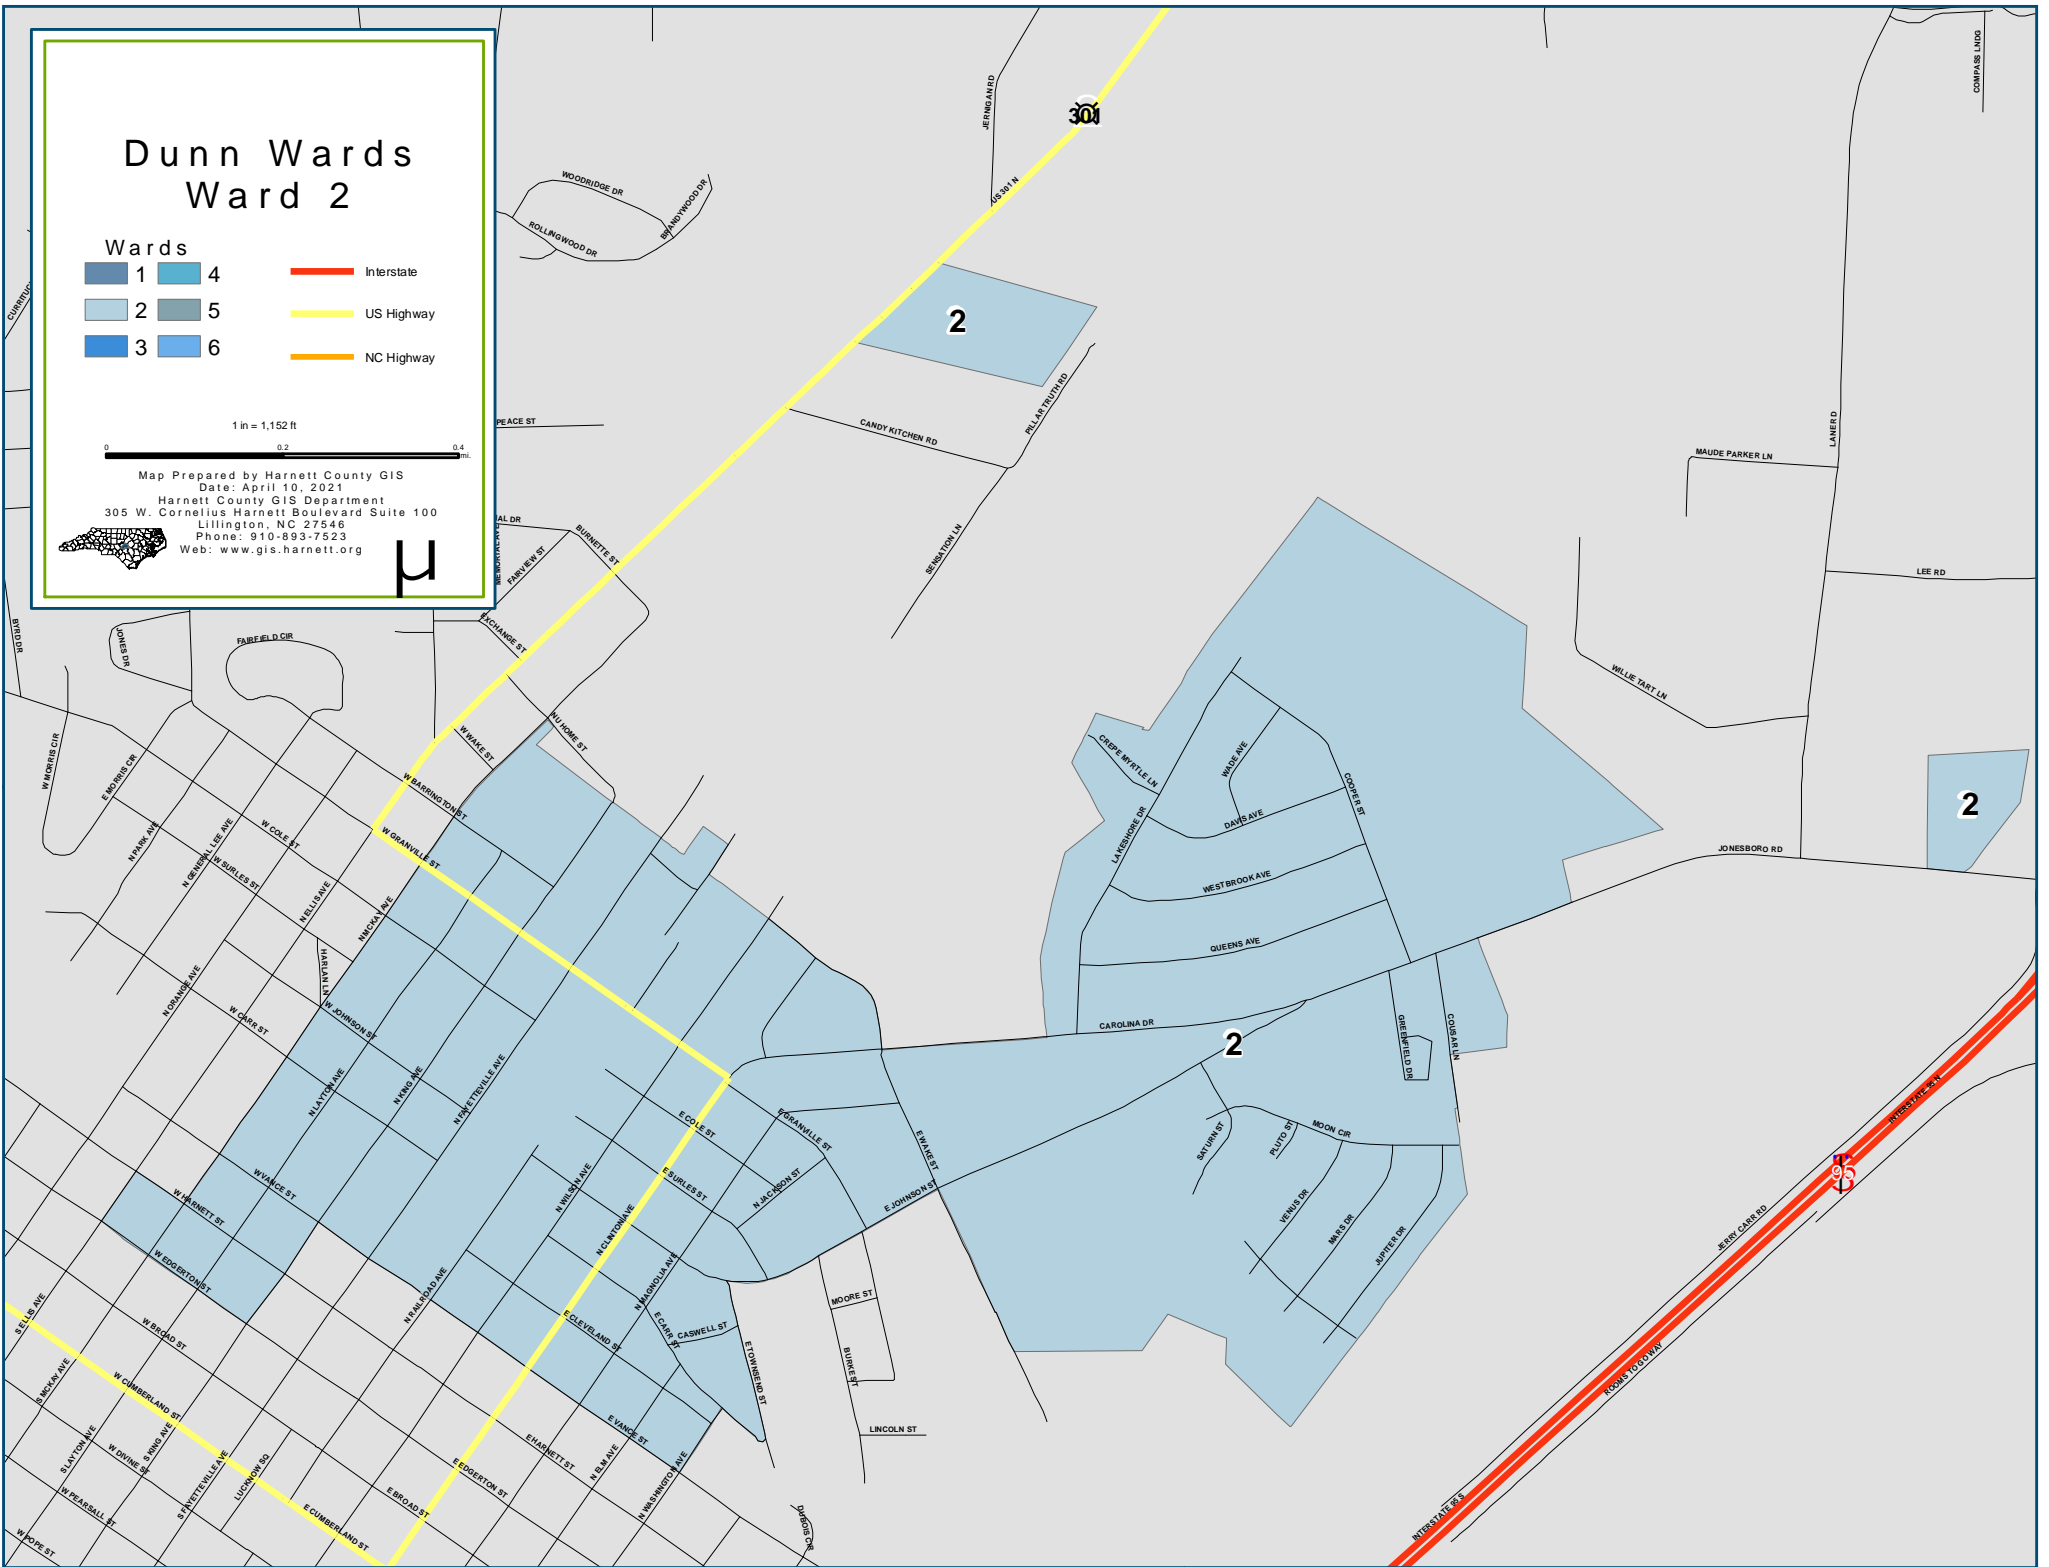 Dunn Wards
Ward 2
Wards
1
4
2
5
3
6
Interstate
US Highway
NC Highway
1 in = 1,152 ft
0
0.2
0.4
mi.
Map Prepared by Harnett County GIS
Date: April 10, 2021
Harnett County GIS Department
305 W. Cornelius Harnett Boulevard Suite 100
Lillington, NC 27546
Phone: 910-893-7523
Web: www.gis.harnett.org
µ
COMPASS LNDG
JERNIGAN RD
301
US 301 N
WOODRIDGE DR
BRANDYWOOD DR
ROLLINGWOOD DR
2
PILLAR TRUTH RD
CANDY KITCHEN RD
PEACE ST
LANE RD
MAUDE PARKER LN
SENSATION LN
LEE RD
BURNETTE ST
FAIRVIEW ST
MEMORIAL AVE
EXCHANGE ST
BYRD DR
JONES DR
FAIRFIELD CIR
WILLIE TART LN
N U HOME ST
W WAKE ST
W MORRIS CIR
E MORRIS CIR
W BARRINGTON ST
W GRANVILLE ST
CREPE MYRTLE LN
WADE AVE
COOPER ST
DAVIS AVE
LAKESHORE DR
2
JONESBORO RD
N PARK AVE
N GENERAL LEE AVE
W COLE ST
W SURLES ST
N ELLIS AVE
N MCKAY AVE
WESTBROOK AVE
QUEENS AVE
HARLAN LN
N ORANGE AVE
W CARR ST
W JOHNSON ST
CAROLINA DR
2
GREENFIELD DR
COUSAR LN
N LAYTON AVE
N KING AVE
N FAYETTEVILLE AVE
E COLE ST
E GRANVILLE ST
E WAKE ST
E JOHNSON ST
SATURN ST
PLUTO ST
MOON CIR
INTERSTATE 95 N
95
W VANCE ST
W HARNETT ST
W EDGERTON ST
N WILSON AVE
E SURLES ST
N JACKSON ST
N CLINTON AVE
N MAGNOLIA AVE
VENUS DR
MARS DR
JUPITER DR
JERRY CARR RD
N RAILROAD AVE
MOORE ST
E CARR ST
CASWELL ST
E CLEVELAND ST
E TOWNSEND ST
BURKE ST
ROOMS TO GO WAY
S ELLIS AVE
W BROAD ST
S MCKAY AVE
W CUMBERLAND ST
LINCOLN ST
E VANCE ST
E HARNETT ST
N ELM AVE
N WASHINGTON AVE
S LAYTON AVE
W DIVINE ST
S KING AVE
S FAYETTEVILLE AVE
LUCKNOW SQ
E EDGERTON ST
E BROAD ST
E CUMBERLAND ST
W PEARSALL ST
W POPE ST
DUBOIS CIR
INTERSTATE 95 S